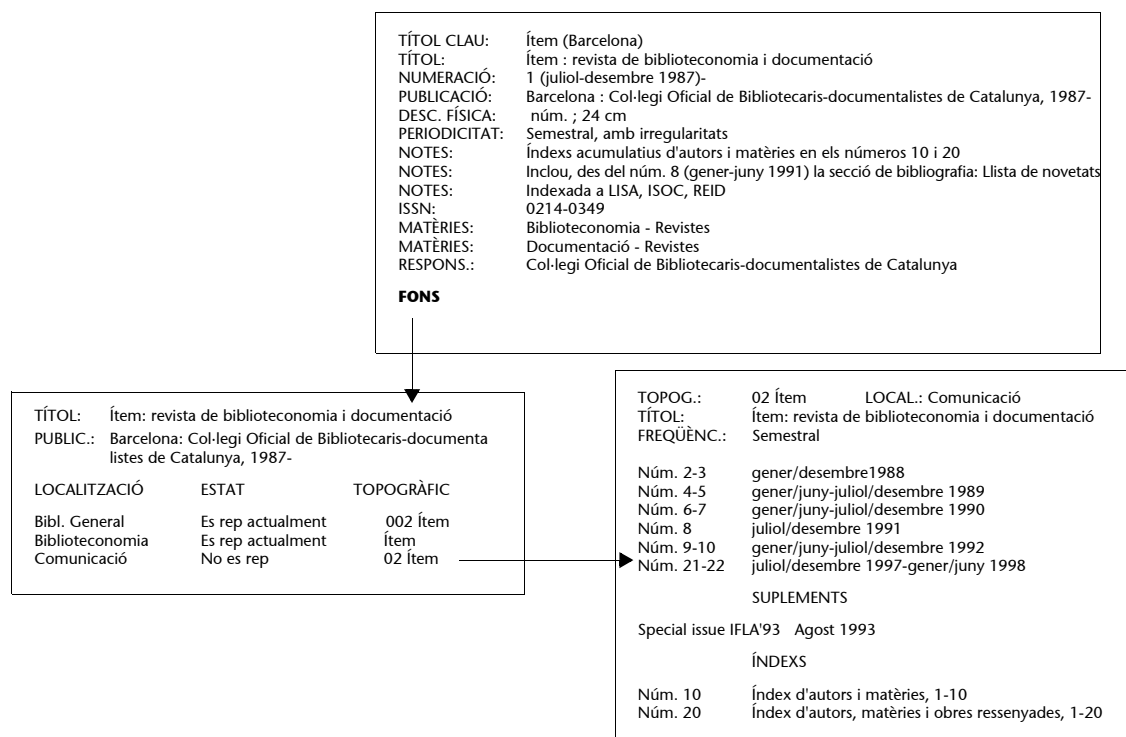 TÍTOL CLAU: Ítem (Barcelona)
TÍTOL: Ítem : revista de biblioteconomia i documentació
NUMERACIÓ: 1 (juliol-desembre 1987)-
PUBLICACIÓ: Barcelona : Col·legi Oficial de Bibliotecaris-documentalistes de Catalunya, 1987-
DESC. FÍSICA: núm. ; 24 cm
PERIODICITAT: Semestral, amb irregularitats
NOTES: Índexs acumulatius d'autors i matèries en els números 10 i 20
NOTES: Inclou, des del núm. 8 (gener-juny 1991) la secció de bibliografia: Llista de novetats
NOTES: Indexada a LISA, ISOC, REID
ISSN: 0214-0349
MATÈRIES: Biblioteconomia - Revistes
MATÈRIES: Documentació - Revistes
RESPONS.: Col·legi Oficial de Bibliotecaris-documentalistes de Catalunya
FONS
TÍTOL: Ítem: revista de biblioteconomia i documentació
PUBLIC.: Barcelona: Col·legi Oficial de Bibliotecaris-documenta
listes de Catalunya, 1987-
LOCALITZACIÓ ESTAT TOPOGRÀFIC
Bibl. General Es rep actualment 002 Ítem
Biblioteconomia Es rep actualment Ítem
Comunicació No es rep 02 Ítem
TOPOG.: 02 Ítem LOCAL.: Comunicació
TÍTOL: Ítem: revista de biblioteconomia i documentació
FREQÜÈNC.: Semestral
Núm. 2-3 gener/desembre1988
Núm. 4-5 gener/juny-juliol/desembre 1989
Núm. 6-7 gener/juny-juliol/desembre 1990
Núm. 8 juliol/desembre 1991
Núm. 9-10 gener/juny-juliol/desembre 1992
Núm. 21-22 juliol/desembre 1997-gener/juny 1998
SUPLEMENTS
Special issue IFLA'93 Agost 1993
ÍNDEXS
Núm. 10 Índex d'autors i matèries, 1-10
Núm. 20 Índex d'autors, matèries i obres ressenyades, 1-20